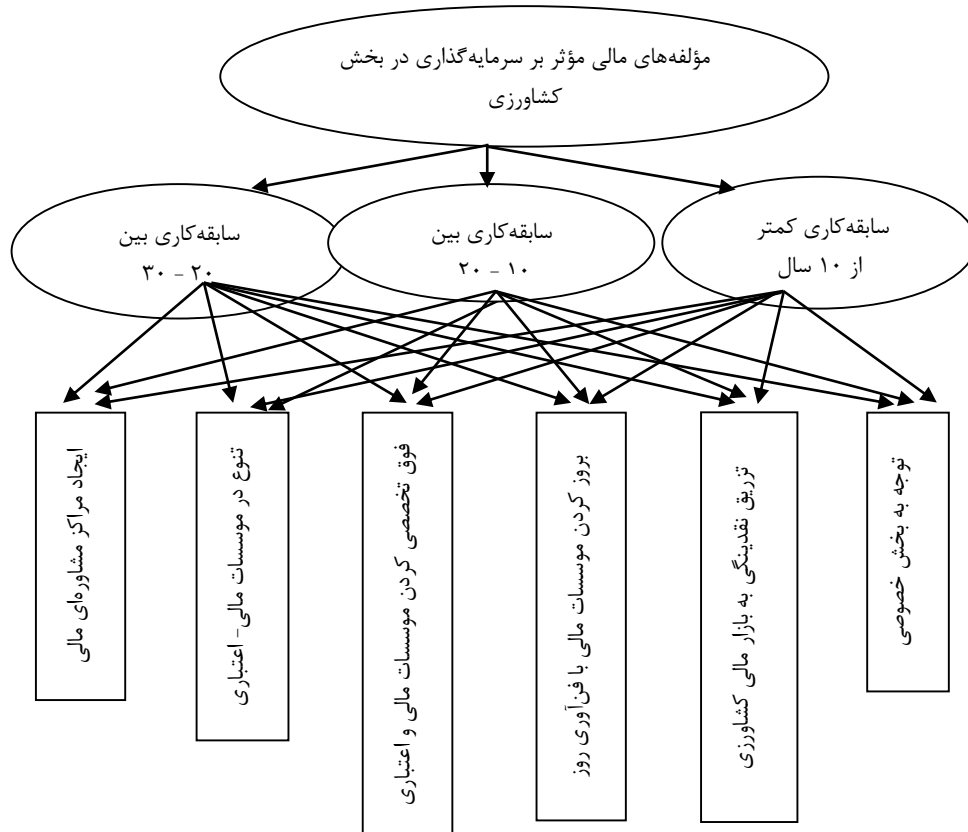 مؤلفه‌های مالی مؤثر بر سرمایه‌گذاری در بخش
کشاورزی
سابقه‌کاری کمتر
از ۱۰ سال
سابقه‌کاری بین
۱۰ - ۲۰
سابقه‌کاری بین
۲۰ - ۳۰
توجه به بخش خصوصی
تزریق نقدینگی به بازار مالی کشاورزی
بروز کردن موسسات مالی با فن‌آوری روز
فوق تخصصی کردن موسسات مالی و اعتباری
تنوع در موسسات مالی- اعتباری
ایجاد مراکز مشاوره‌ای مالی